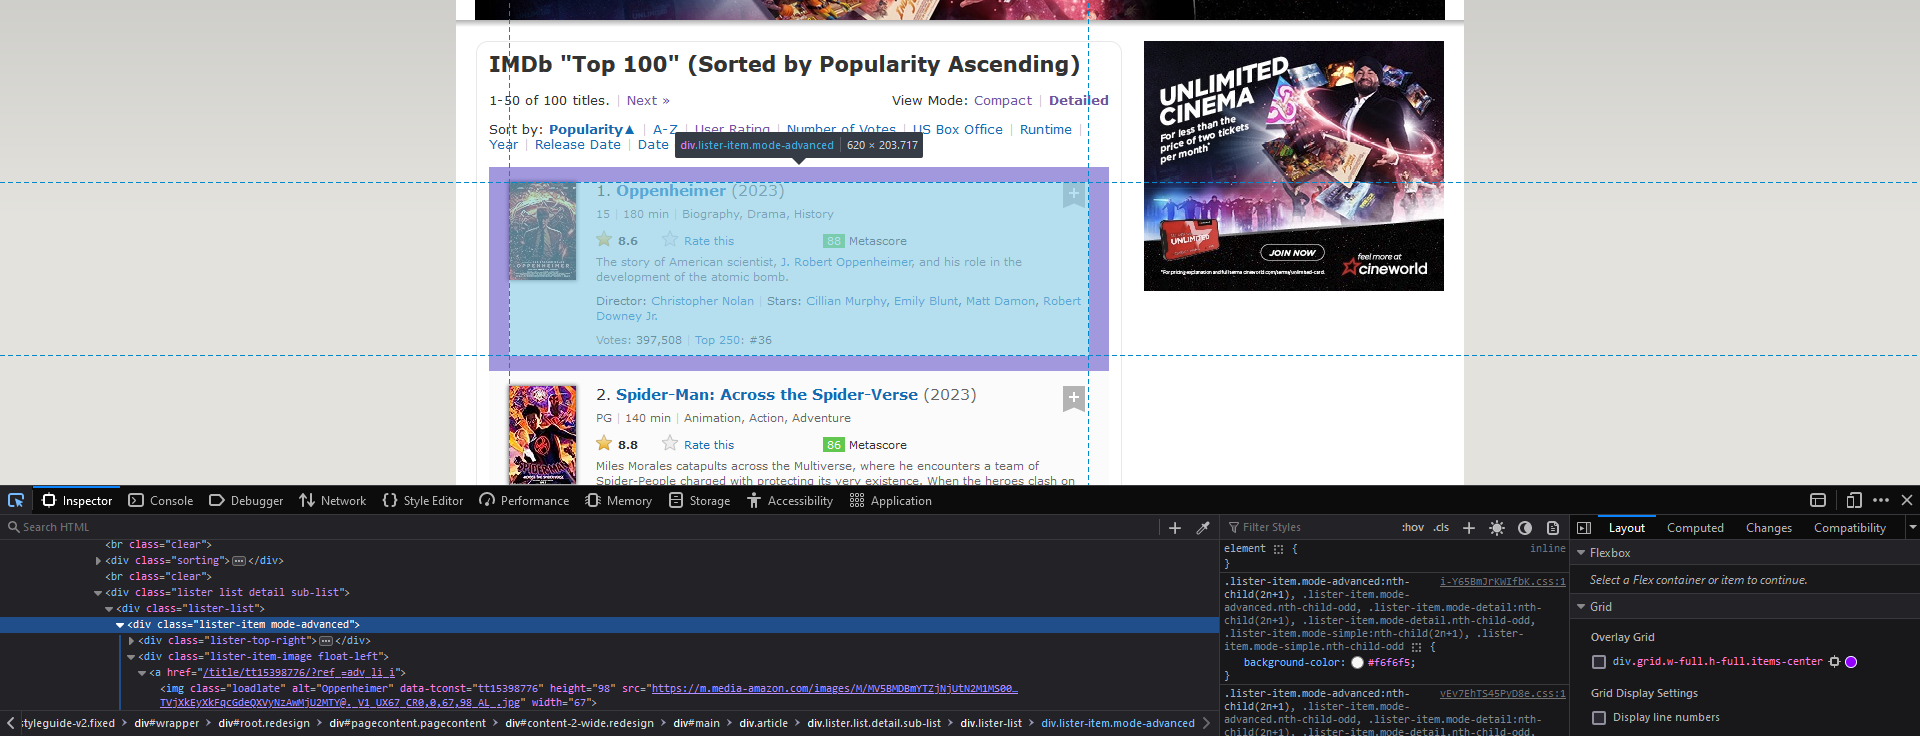 IMDb "Top 100" (Sorted by Popularity Ascending)
1-50 of 100 titles. | Next »
View Mode: Compact | Detailed
Sort by: Popularity▲ | A-Z | User Rating | Number of Votes | US Box Office | Runtime |
Year | Release Date | Date
div.lister-item.mode-advanced | 620 × 203.717
1. Oppenheimer (2023)
15 | 180 min | Biography, Drama, History
8.6 Rate this 88 Metascore
The story of American scientist, J. Robert Oppenheimer, and his role in the
development of the atomic bomb.
Director: Christopher Nolan | Stars: Cillian Murphy, Emily Blunt, Matt Damon, Robert
Downey Jr.
Votes: 397,508 | Top 250: #36
OPPENHEIMER
2. Spider-Man: Across the Spider-Verse (2023)
PG | 140 min | Animation, Action, Adventure
8.8 Rate this 86 Metascore
Miles Morales catapults across the Multiverse, where he encounters a team of
Spider-People charged with protecting its very existence. When the heroes clash on
SPIDER-MAN
UNLIMITED
CINEMA
For less than the
price of two tickets
per month*
UNLIMITED
JOIN NOW
feel more at
cineworld
*For pricing explanation and full terms cineworld.com/terms/unlimited-card.
Inspector
Console
Debugger
Network
Style Editor
Performance
Memory
Storage
Accessibility
Application
Search HTML
<br class="clear">
<div class="sorting"> </div>
<br class="clear">
<div class="lister list detail sub-list">
<div class="lister-list">
<div class="lister-item mode-advanced">
<div class="lister-top-right"> </div>
<div class="lister-item-image float-left">
<a href="/title/tt15398776/?ref_=adv_li_i">
<img class="loadlate" alt="Oppenheimer" data-tconst="tt15398776" height="98" src="https://m.media-amazon.com/images/M/MV5BMDBmYTZjNjUtN2M1MS00…
TVjXkEyXkFqcGdeQXVyNzAwMjU2MTY@._V1_UX67_CR0,0,67,98_AL_.jpg" width="67">
styleguide-v2.fixed
div#wrapper
div#root.redesign
div#pagecontent.pagecontent
div#content-2-wide.redesign
div#main
div.article
div.lister.list.detail.sub-list
div.lister-list
div.lister-item.mode-advanced
Filter Styles
:hov .cls
element {
inline
}
.lister-item.mode-advanced:nth-
i-Y65BmJrKWIfbK.css:1
child(2n+1), .lister-item.mode-
advanced.nth-child-odd, .lister-item.mode-detail:nth-
child(2n+1), .lister-item.mode-detail.nth-child-odd,
.lister-item.mode-simple:nth-child(2n+1), .lister-
item.mode-simple.nth-child-odd {
background-color: #f6f6f5;
}
.lister-item.mode-advanced:nth-
vEv7EhTS45PyD8e.css:1
child(2n+1), .lister-item.mode-
advanced.nth-child-odd, .lister-item.mode-detail:nth-
child(2n+1), .lister-item.mode-detail.nth-child-odd,
Layout
Computed
Changes
Compatibility
Flexbox
Select a Flex container or item to continue.
Grid
Overlay Grid
div.grid.w-full.h-full.items-center
Grid Display Settings
Display line numbers